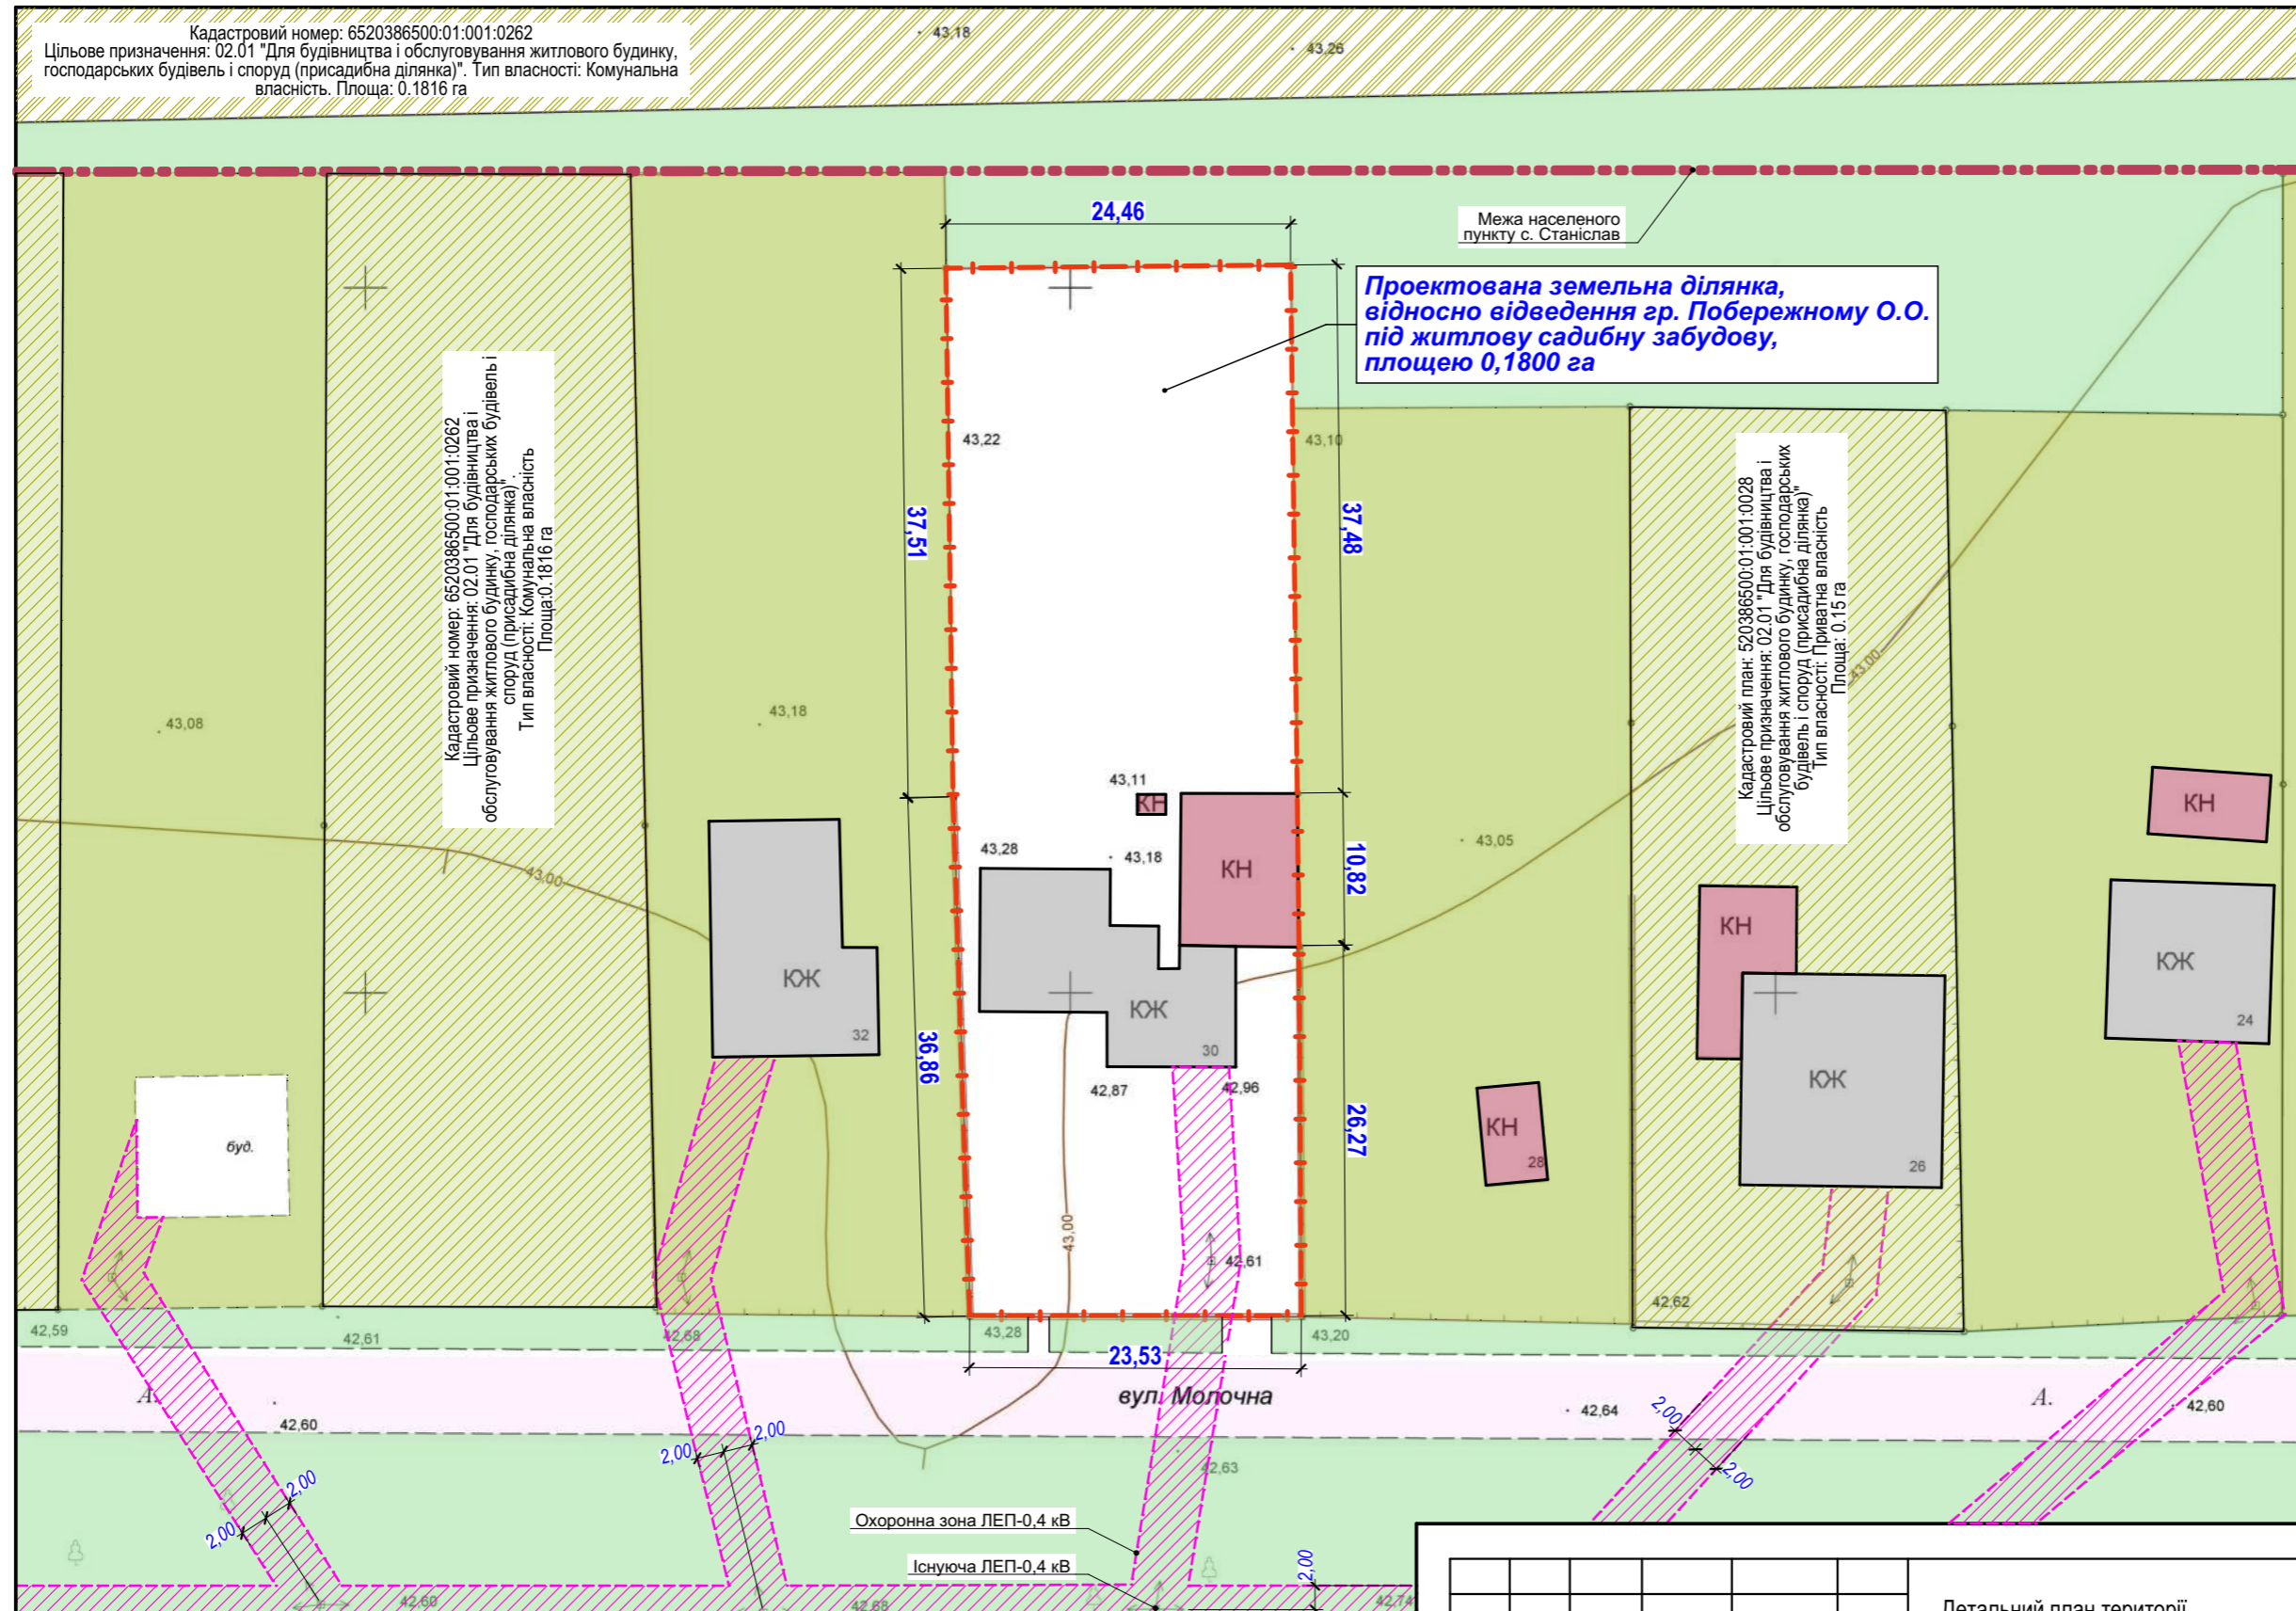 Кадастровий номер: 6520386500:01:001:0262
Цільове призначення: 02.01 "Для будівництва і обслуговування житлового будинку,
господарських будівель і споруд (присадибна ділянка)". Тип власності: Комунальна
власність. Площа: 0.1816 га
43,18
43,26
24,46
Межа населеного
пункту с. Станіслав
Проектована земельна ділянка,
відносно відведення гр. Побережному О.О.
під житлову садибну забудову,
площею 0,1800 га
Кадастровий номер: 6520386500:01:001:0262
Цільове призначення: 02.01 "Для будівництва і
обслуговування житлового будинку, господарських будівель і
споруд (присадибна ділянка)".
Тип власності: Комунальна власність
Площа:0.1816 га
43,22
43,10
37,51
37,48
Кадастровий план: 520386500:01:001:0028
Цільове призначення: 02.01 "Для будівництва і
обслуговування житлового будинку, господарських
будівель і споруд (присадибна ділянка)"
Тип власності: Приватна власність
Площа: 0.15 га
43.00
43,08
43,18
43,11
КН
КН
43,28
43,18
КН
10,82
43,05
43.00
КН
КЖ
32
КЖ
30
КЖ
24
36,86
42,87
42,96
26,27
КН
28
КЖ
26
буд.
43,00
42,61
42,62
42,59
42,61
42,68
43,28
43,20
23,53
А.
вул. Молочна
А.
42,60
42,64
42,60
2,00
2,00
2,00
2,00
42,63
2,00
2,00
2,00
2,00
Охоронна зона ЛЕП-0,4 кВ
Існуюча ЛЕП-0,4 кВ
2,00
42,60
42,68
42,74
Детальний план території